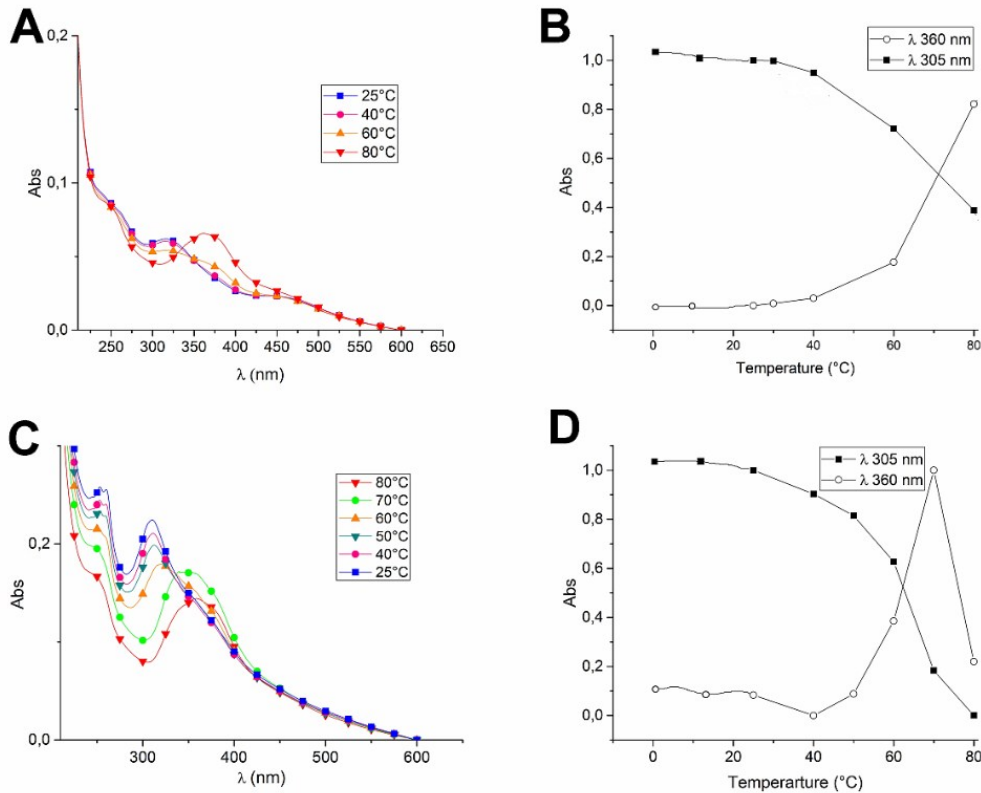 A
0,2
0,1
0,0
Abs
25°C
40°C
60°C
80°C
250 300 350 400 450 500 550 600 650
λ (nm)
B
1,0
0,8
0,6
0,4
0,2
0,0
Abs
λ 360 nm
λ 305 nm
0 20 40 60 80
Temperature (°C)
C
0,2
0,0
Abs
80°C
70°C
60°C
50°C
40°C
25°C
300 400 500 600
λ (nm)
D
1,0
0,8
0,6
0,4
0,2
0,0
Abs
λ 305 nm
λ 360 nm
0 20 40 60 80
Temperarture (°C)